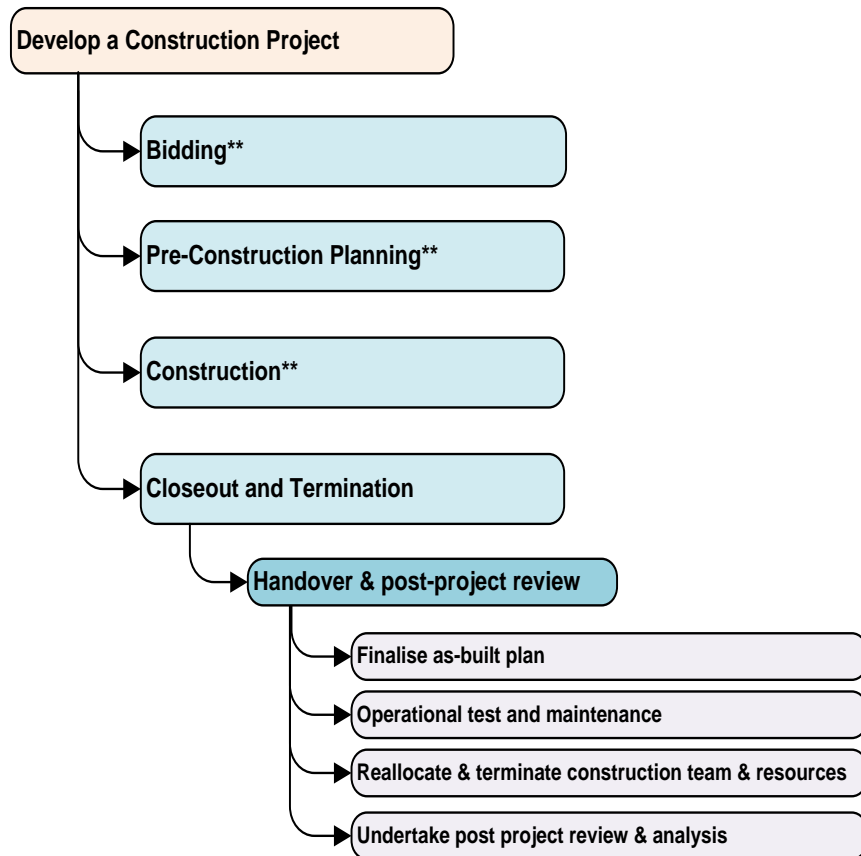 Develop a Construction Project
Bidding**
Pre-Construction Planning**
Construction**
Closeout and Termination
Handover & post-project review
Finalise as-built plan
Operational test and maintenance
Reallocate & terminate construction team & resources
Undertake post project review & analysis